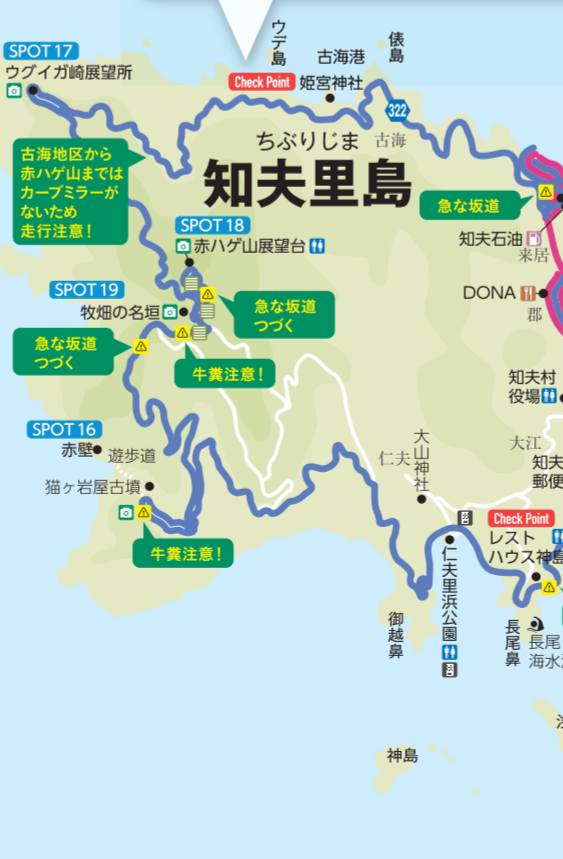 ウデ島
俵島
SPOT 17
ウグイガ崎展望所
古海港
Check Point
姫宮神社
322
古海地区から
赤ハゲ山までは
カーブミラーが
ないため
走行注意！
ちぶりじま
古海
知夫里島
急な坂道
SPOT 18
赤ハゲ山展望台
知夫石油
来居
SPOT 19
牧畑の名垣
急な坂道
つづく
DONA
郡
急な坂道
つづく
牛糞注意！
知夫村
役場
SPOT 16
赤壁
遊歩道
仁夫
大山神社
大江
知夫
郵便
猫ヶ岩屋古墳
Check Point
レスト
ハウス神島
牛糞注意！
仁夫里浜公園
御越鼻
長尾鼻
長尾
海水
神島